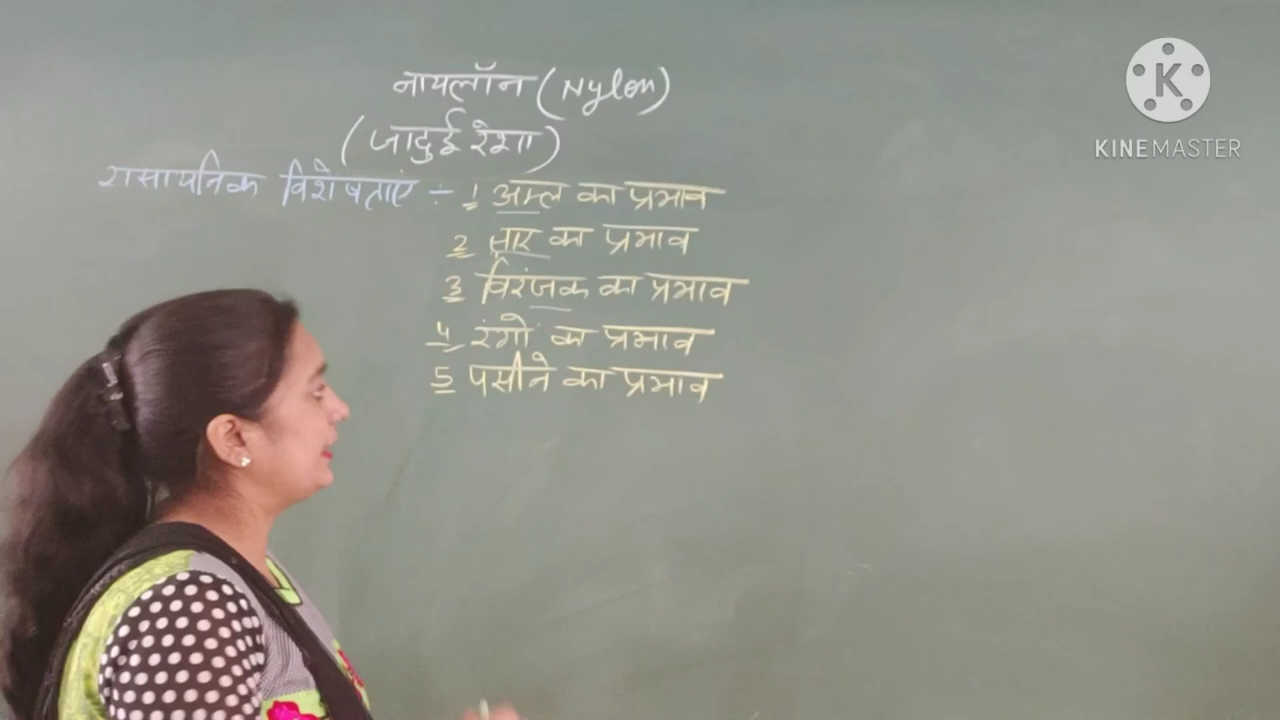 नायलॉन (Nylon)
(जादुई रेशा)
रासायनिक विशेषताएं :- 1 अम्ल का प्रभाव
2 क्षार का प्रभाव
3 विरंजक का प्रभाव
4 रंगो का प्रभाव
5 पसीने का प्रभाव
K
KINEMASTER